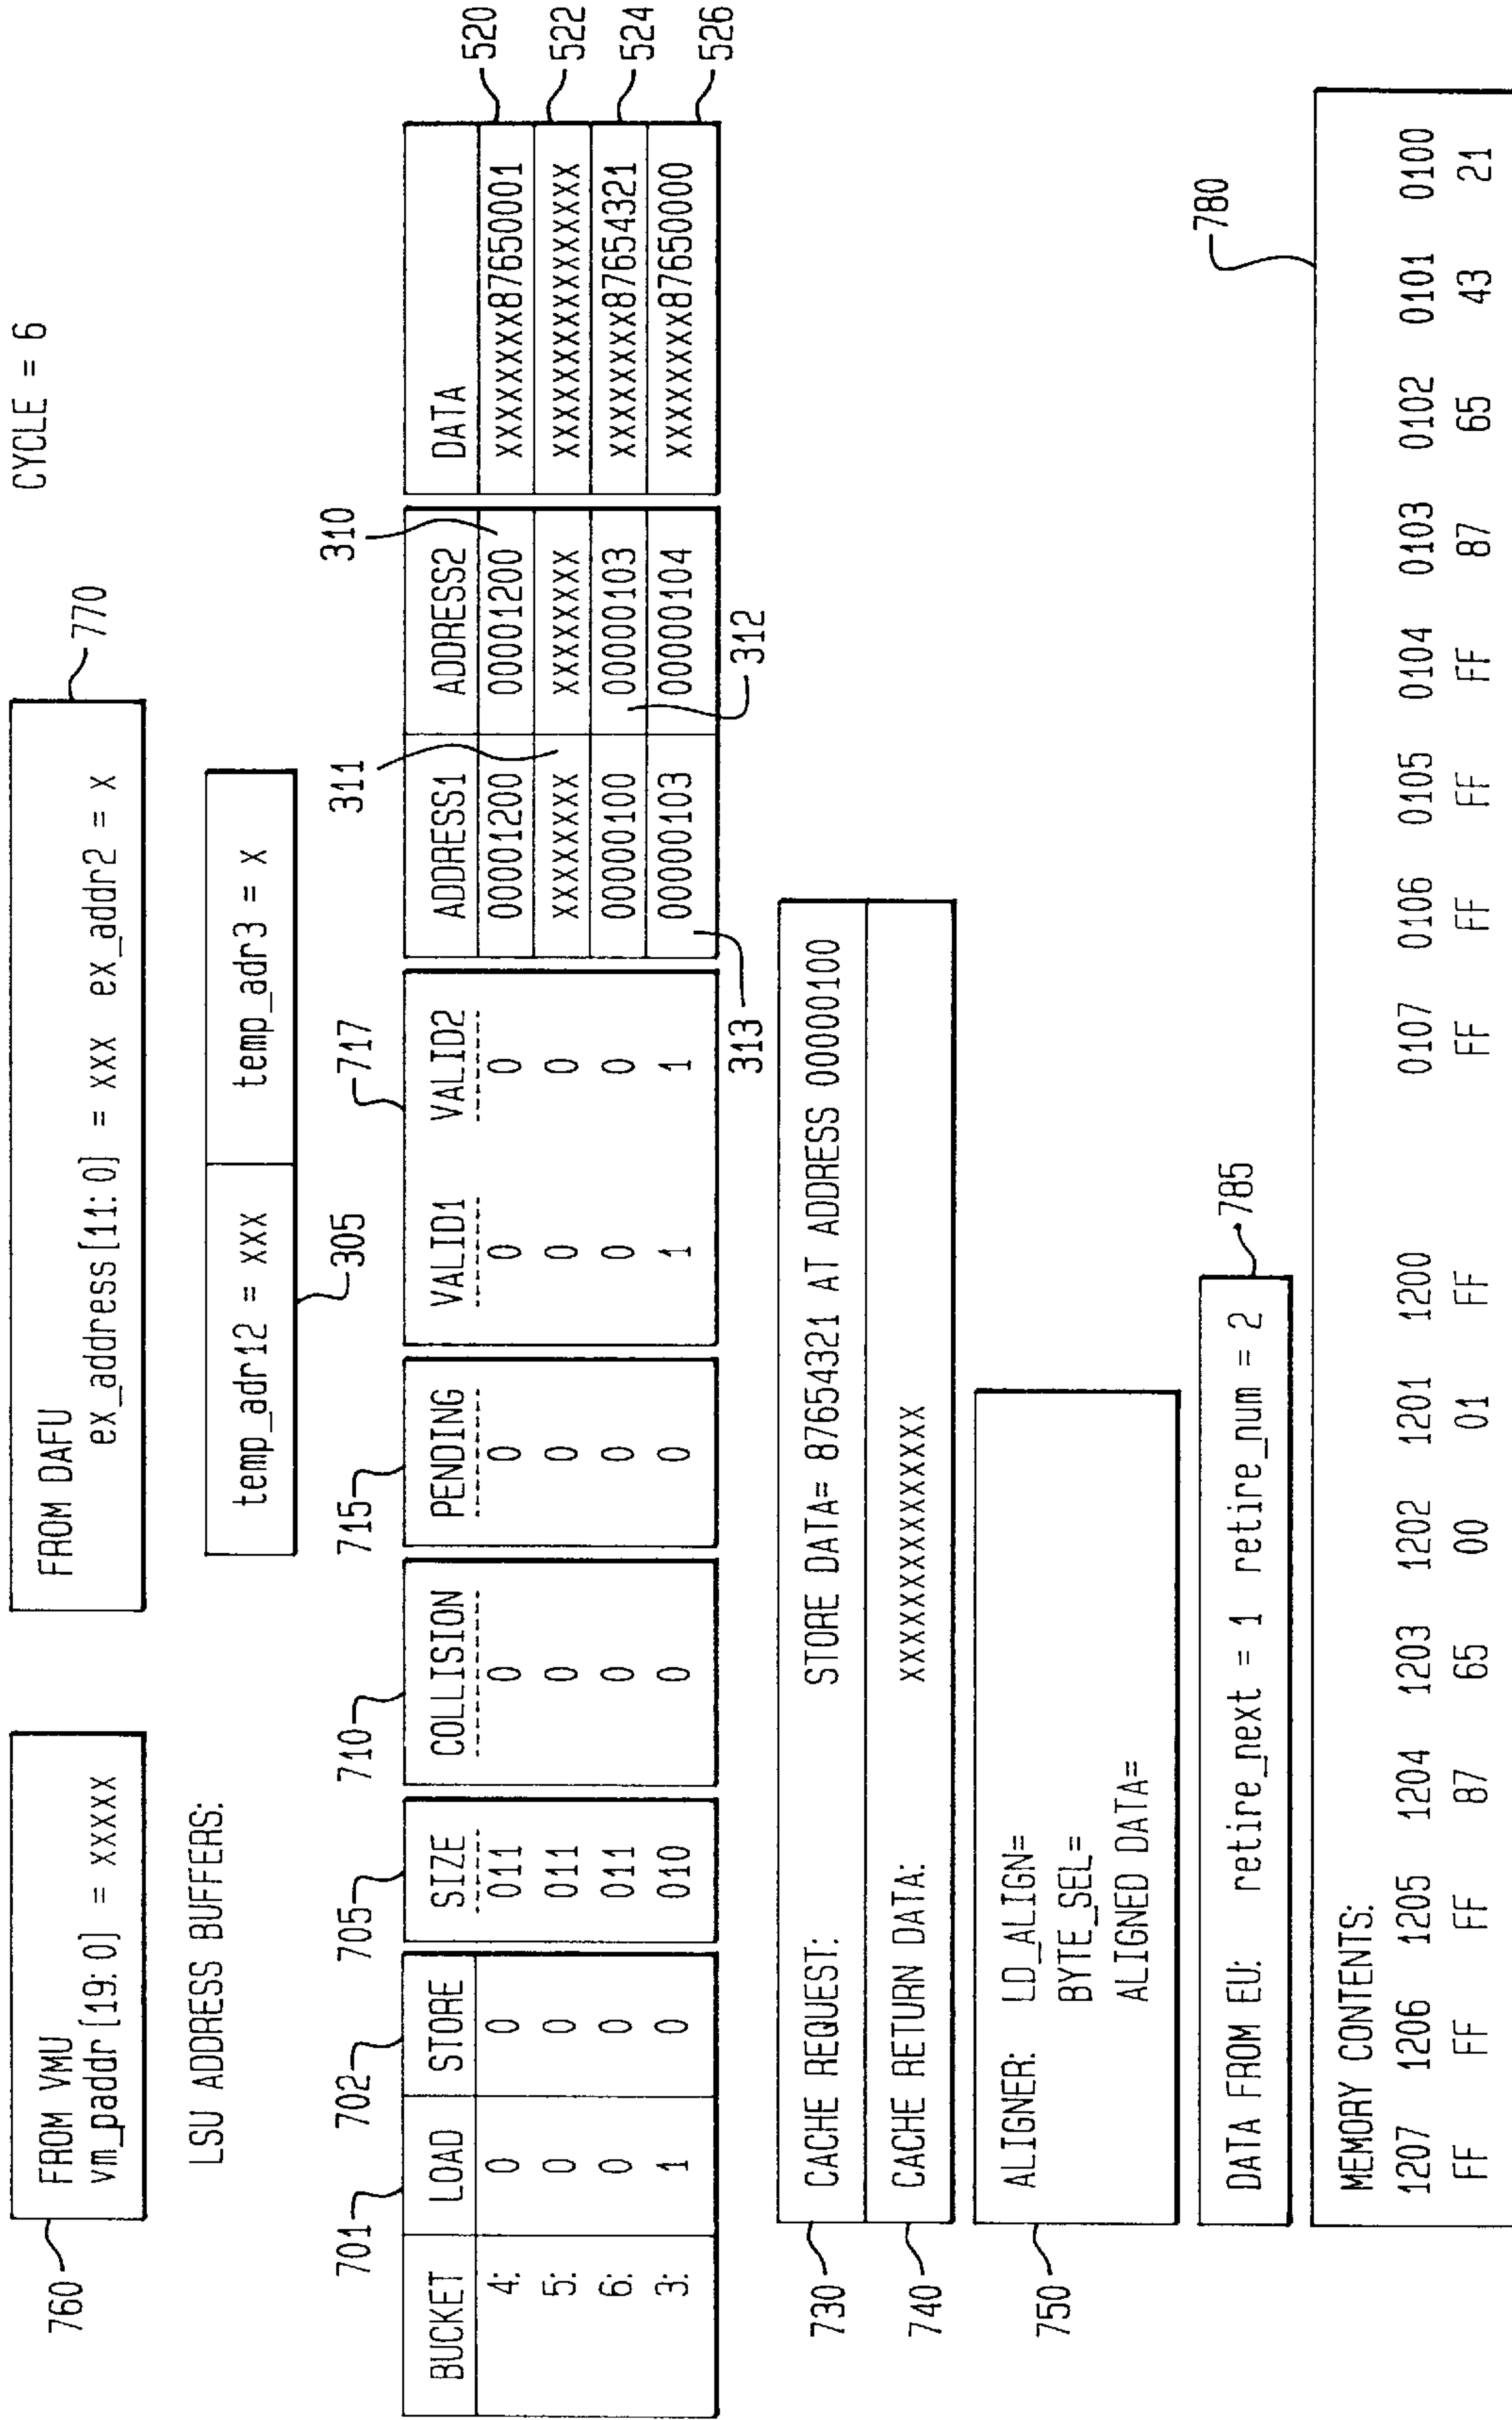 CYCLE = 6
FROM VMU
vm_paddr[19:0] = XXXXX
760
FROM DAFU
ex_address[11:0] = XXX ex_addr2 = X
770
temp_adr12 = XXX temp_adr3 = X
305
LSU ADDRESS BUFFERS:
701 702 705 710 715 717 311 310
BUCKET LOAD STORE SIZE COLLISION PENDING VALID1 VALID2 ADDRESS1 ADDRESS2 DATA
4: 0 0 011 0 0 0 0 00001200 00001200 XXXXXXXX87650001 520
5: 0 0 011 0 0 0 0 XXXXXXXX XXXXXXXX XXXXXXXXXXXXXXXX 522
6: 0 0 011 0 0 0 0 00000100 00000103 XXXXXXXX87654321 524
3: 1 0 010 0 0 1 1 00000103 00000104 XXXXXXXX87650000 526
313 312
730 CACHE REQUEST: STORE DATA= 87654321 AT ADDRESS 00000100
740 CACHE RETURN DATA: XXXXXXXXXXXXXXXX
750 ALIGNER: LD_ALIGN=
BYTE_SEL=
ALIGNED DATA=
DATA FROM EU: retire_next = 1 retire_num = 2 785
780
MEMORY CONTENTS:
1207 1206 1205 1204 1203 1202 1201 1200 0107 0106 0105 0104 0103 0102 0101 0100
FF FF FF 87 65 00 01 FF FF FF FF FF 87 65 43 21